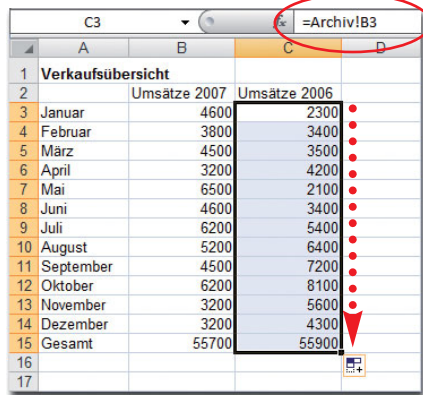 C3 fx =Archiv!B3
A B C D
1 Verkaufsübersicht
2 Umsätze 2007 Umsätze 2006
3 Januar 4600 2300
4 Februar 3800 3400
5 März 4500 3500
6 April 3200 4200
7 Mai 6500 2100
8 Juni 4600 3400
9 Juli 6200 5400
10 August 5200 6400
11 September 4500 7200
12 Oktober 6200 8100
13 November 3200 5600
14 Dezember 3200 4300
15 Gesamt 55700 55900
16
17